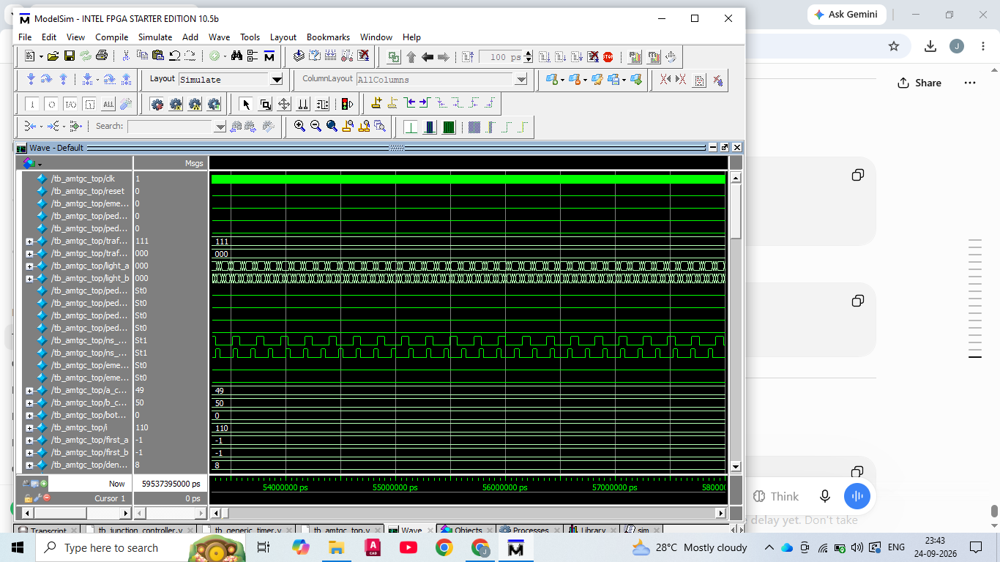 ModelSim - INTEL FPGA STARTER EDITION 10.5b
Ask Gemini
File Edit View Compile Simulate Add Wave Tools Layout Bookmarks Window Help
100 ps
Layout Simulate
ColumnLayout AllColumns
Share
J
Search:
Wave - Default
Msgs
/tb_amtgc_top/clk 1
/tb_amtgc_top/reset 0
/tb_amtgc_top/eme... 0
/tb_amtgc_top/ped... 0
/tb_amtgc_top/ped... 0
/tb_amtgc_top/traf... 111 111
/tb_amtgc_top/traf... 000 000
/tb_amtgc_top/light_a 000
/tb_amtgc_top/light_b 000
/tb_amtgc_top/ped... St0
/tb_amtgc_top/ped... St0
/tb_amtgc_top/ped... St0
/tb_amtgc_top/ped... St0
/tb_amtgc_top/ns_... St1
/tb_amtgc_top/ns_... St1
/tb_amtgc_top/eme... St0
/tb_amtgc_top/eme... St0
/tb_amtgc_top/a_c... 49 49
/tb_amtgc_top/b_c... 50 50
/tb_amtgc_top/bot... 0 0
/tb_amtgc_top/i 110 110
/tb_amtgc_top/first_a -1 -1
/tb_amtgc_top/first_b -1 -1
/tb_amtgc_top/den... 8 8
Now 59537395000 ps 54000000 ps 55000000 ps 56000000 ps 57000000 ps 580000
Cursor 1 0 ps
Think
delay yet. Don't take
Transcript tb_junction_controller.v tb_generic_timer.v tb_amtgc_top.v Wave Objects Processes Library sim
Type here to search
28°C Mostly cloudy
ENG
23:43
24-09-2026